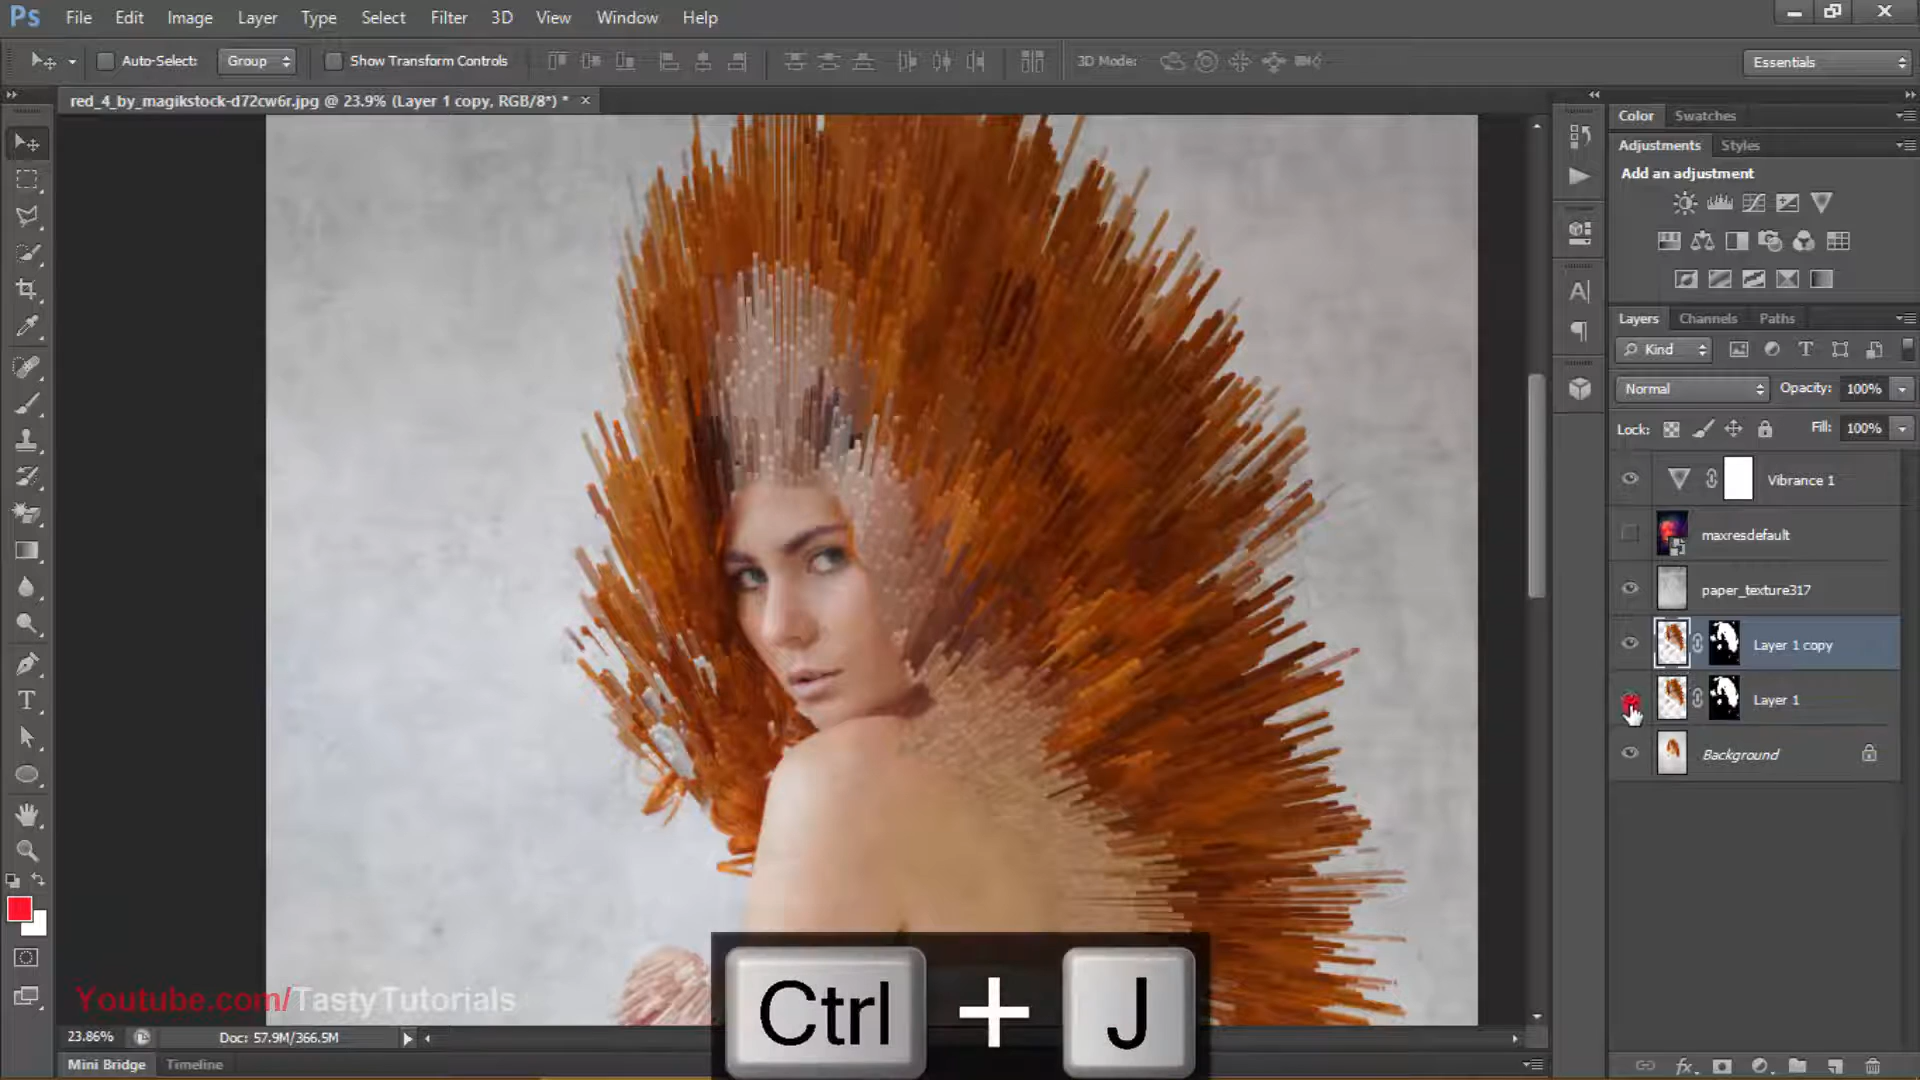 Ps File Edit Image Layer Type Select Filter 3D View Window Help
Auto-Select: Group Show Transform Controls 3D Mode: Essentials
red_4_by_magikstock-d72cw6r.jpg @ 23.9% (Layer 1 copy, RGB/8*) * ×
Color Swatches
Adjustments Styles
Add an adjustment
Layers Channels Paths
Kind
Normal Opacity: 100%
Lock: Fill: 100%
Vibrance 1
maxresdefault
paper_texture317
Layer 1 copy
Layer 1
Background
Ctrl + J
Youtube.com/TastyTutorials
23.86% Doc: 57.9M/366.5M
Mini Bridge Timeline